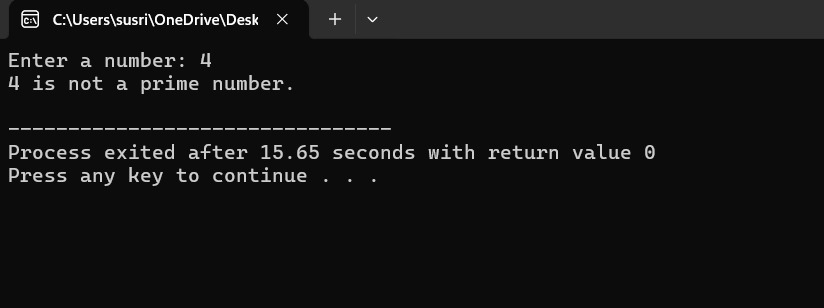 C:\Users\susri\OneDrive\Desk
Enter a number: 4
4 is not a prime number.
--------------------------------
Process exited after 15.65 seconds with return value 0
Press any key to continue . . .